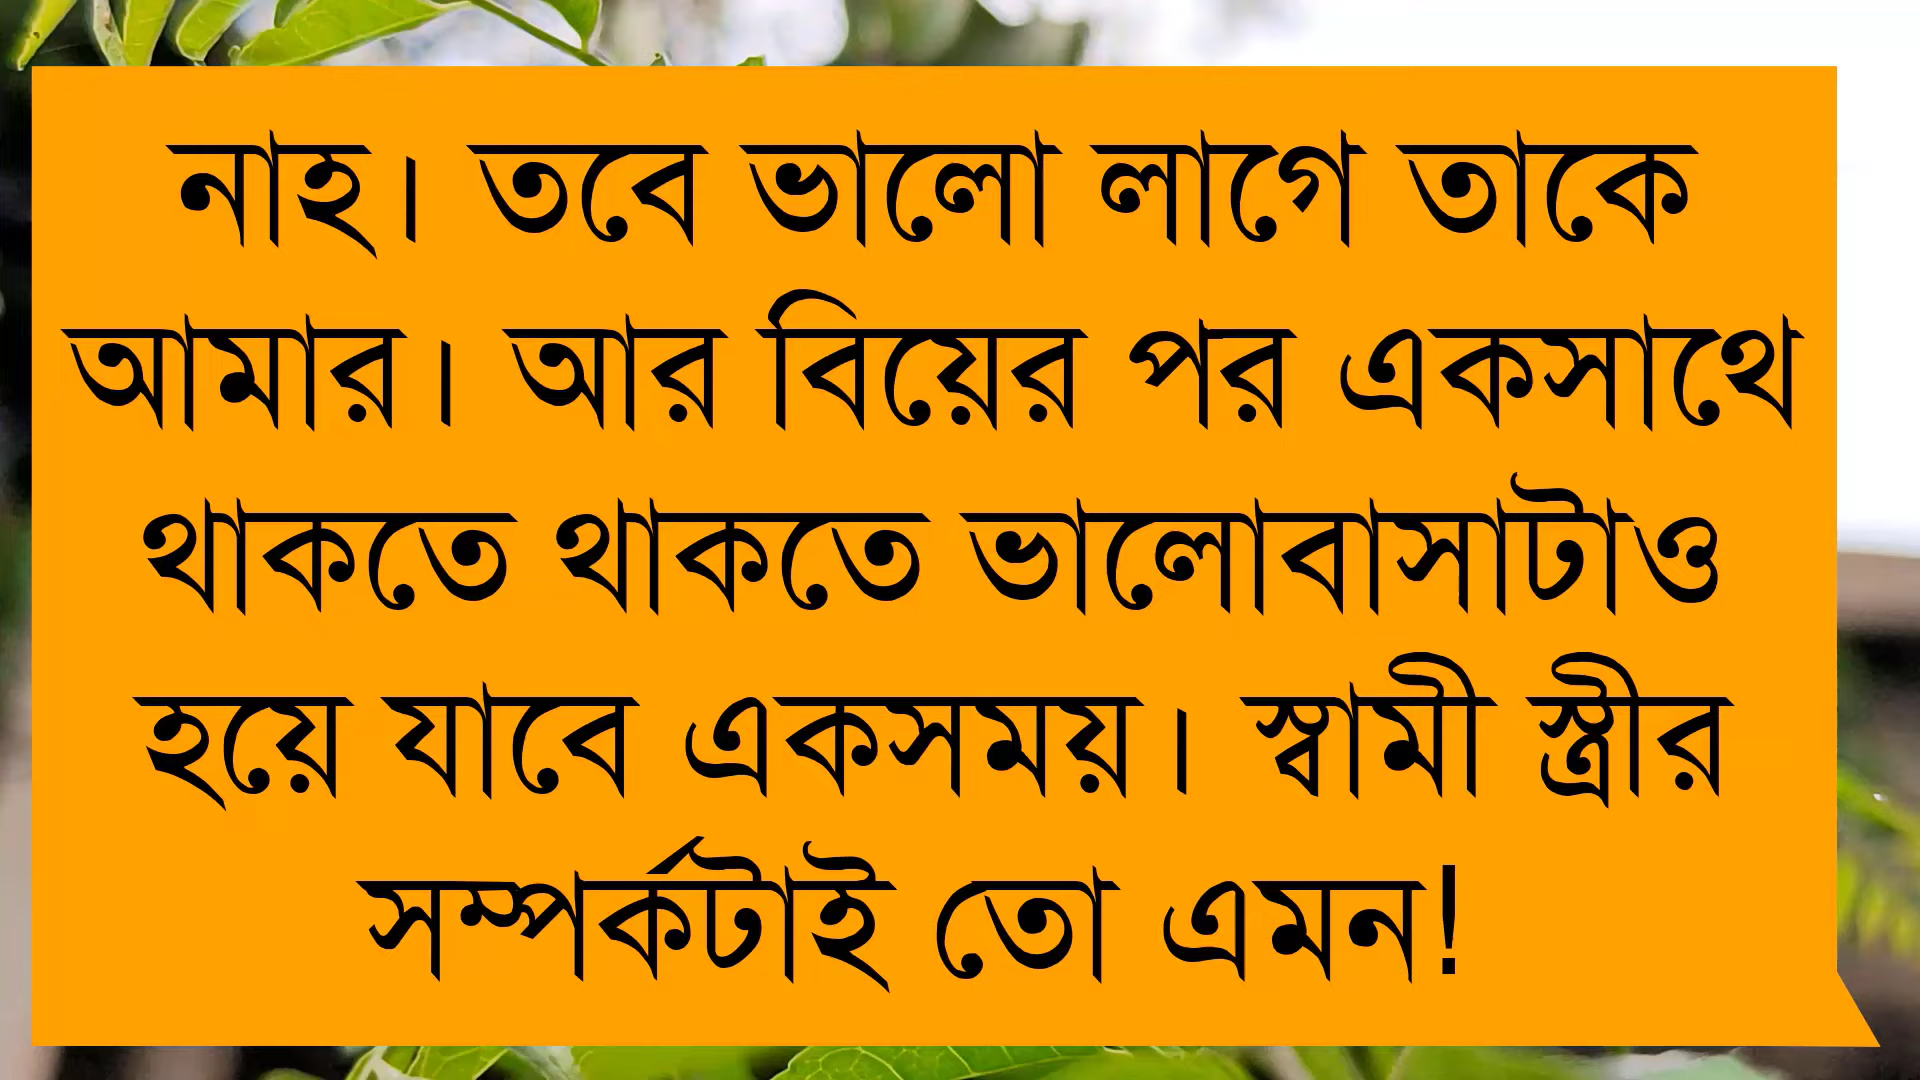 নাহ। তবে ভালো লাগে তাকে
আমার। আর বিয়ের পর একসাথে
থাকতে থাকতে ভালোবাসাটাও
হয়ে যাবে একসময়। স্বামী স্ত্রীর
সম্পর্কটাই তো এমন!